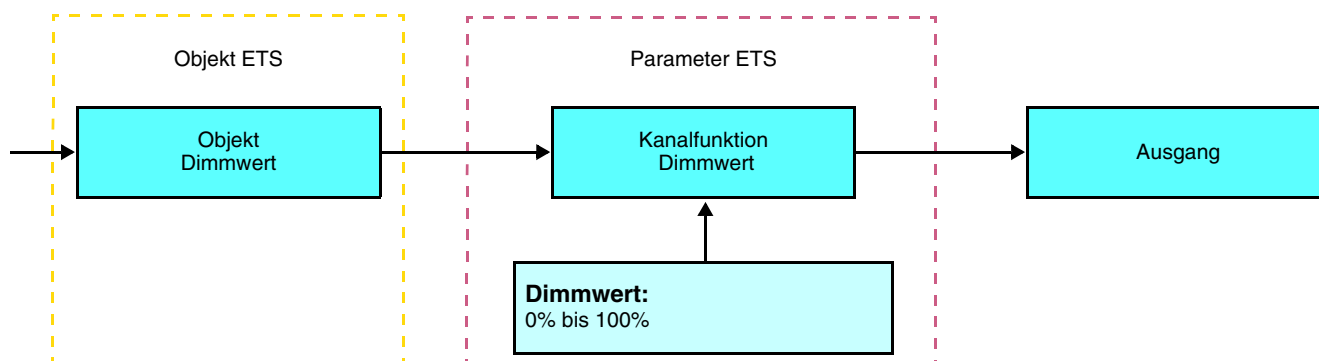 Objekt ETS
Parameter ETS
Objekt
Dimmwert
Kanalfunktion
Dimmwert
Ausgang
Dimmwert:
0% bis 100%